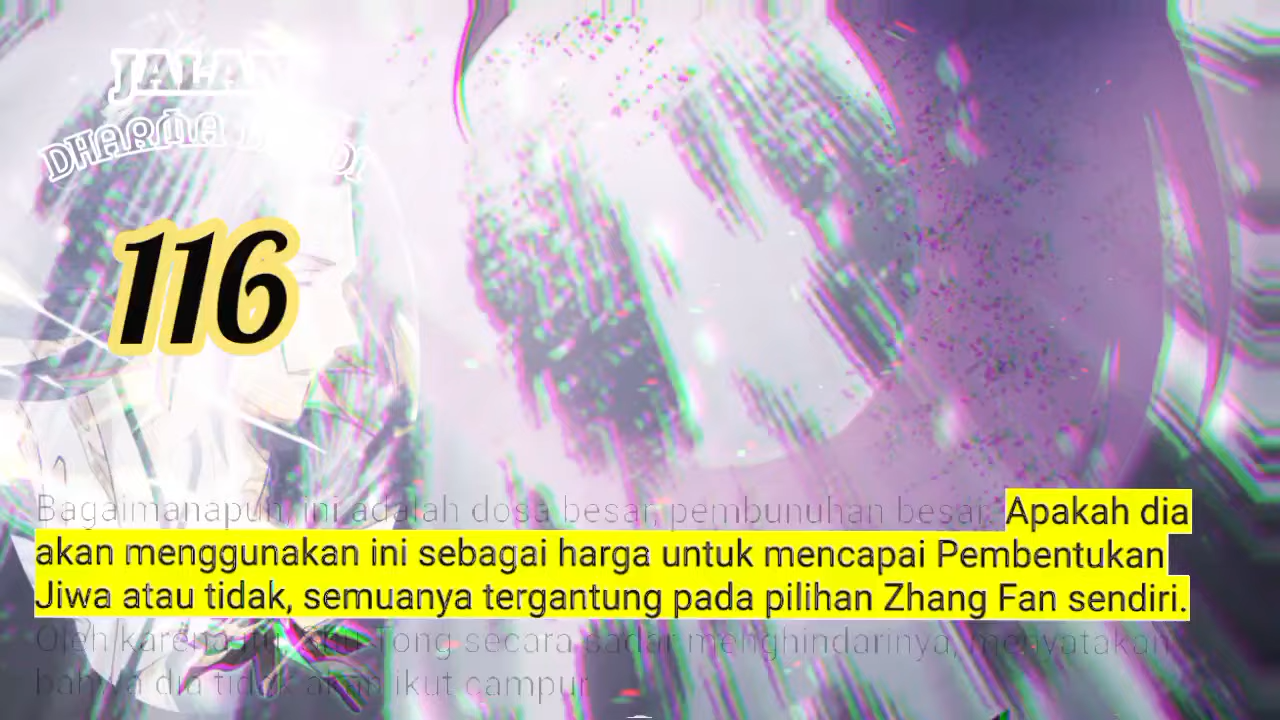 JALAN
DHARMA
116
Bagaimanapun, ini adalah dosa besar, pembunuhan besar. Apakah dia
akan menggunakan ini sebagai harga untuk mencapai Pembentukan
Jiwa atau tidak, semuanya tergantung pada pilihan Zhang Fan sendiri.
Oleh karena itu, Tong secara sadar menghindarinya, menyatakan
bahwa dia tidak akan ikut campur